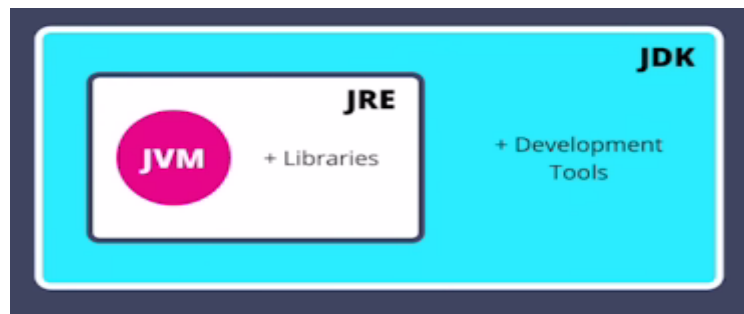 JDK
JRE
JVM
+ Libraries
+ Development
Tools